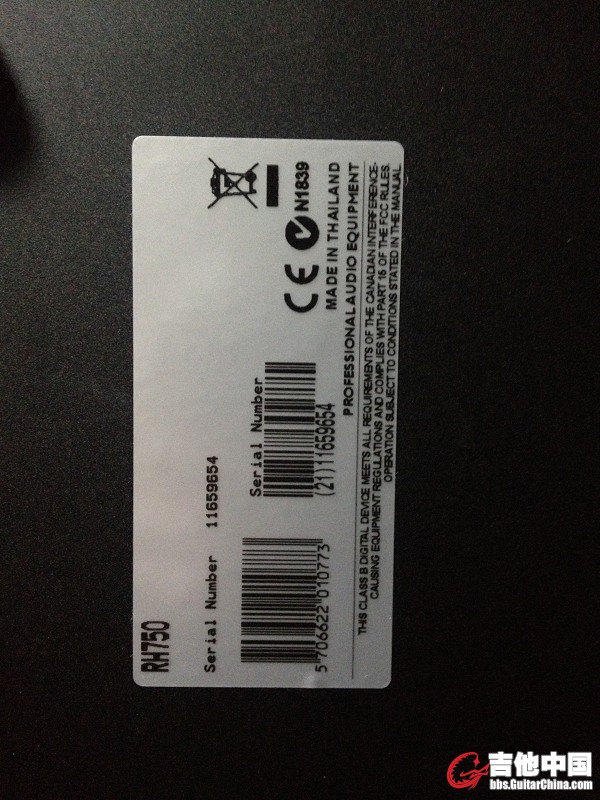 RH750
Serial Number 11659654
5 706622 010773
Serial Number
(21)11659654
N1839
MADE IN THAILAND
PROFESSIONAL AUDIO EQUIPMENT
THIS CLASS B DIGITAL DEVICE MEETS ALL REQUIREMENTS OF THE CANADIAN INTERFERENCE-
CAUSING EQUIPMENT REGULATIONS AND COMPLIES WITH PART 15 OF THE FCC RULES.
OPERATION SUBJECT TO CONDITIONS STATED IN THE MANUAL
吉他中国
bbs.GuitarChina.com